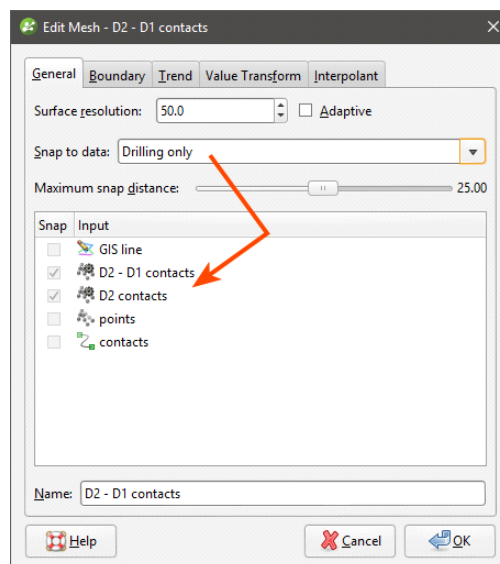 Edit Mesh - D2 - D1 contacts
General Boundary Trend Value Transform Interpolant
Surface resolution: 50.0 Adaptive
Snap to data: Drilling only
Maximum snap distance: 25.00
Snap Input
GIS line
D2 - D1 contacts
D2 contacts
points
contacts
Name: D2 - D1 contacts
Help Cancel OK